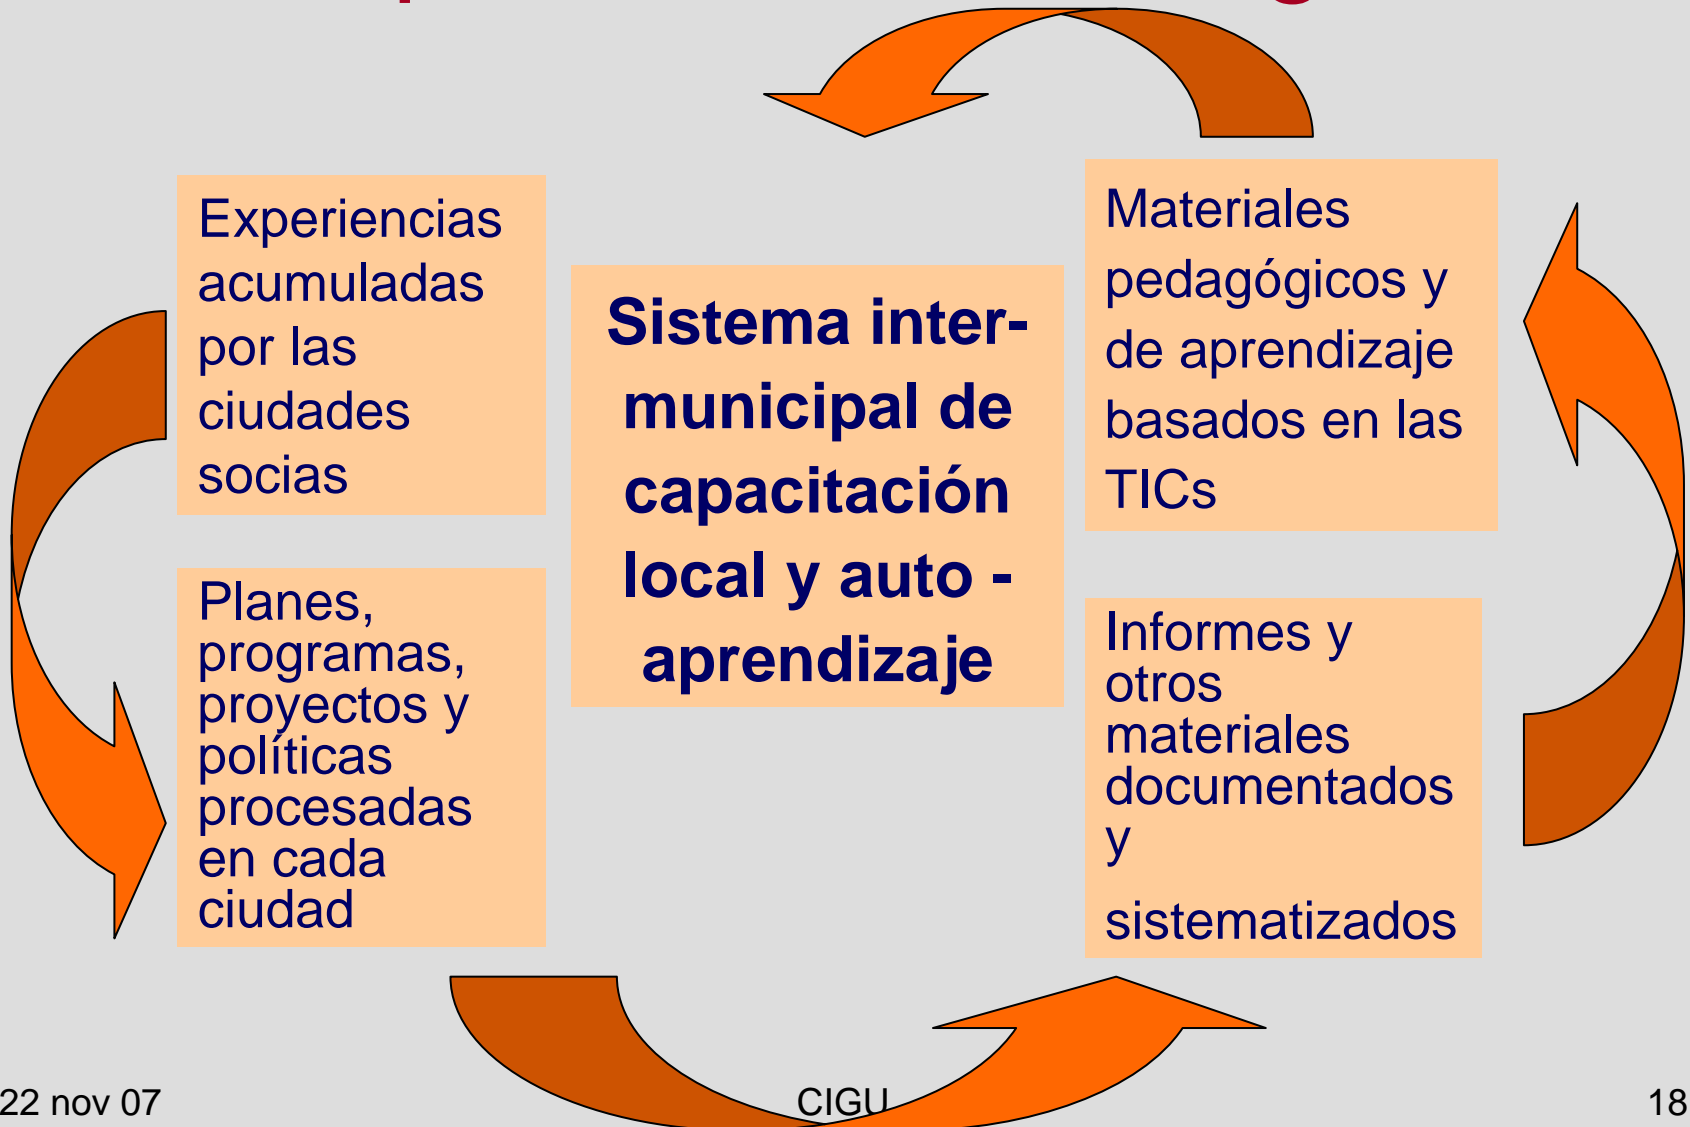 Experiencias
acumuladas
por las
ciudades
socias
Planes,
programas,
proyectos y
políticas
procesadas
en cada
ciudad
Sistema inter-
municipal de
capacitación
local y auto -
aprendizaje
Materiales
pedagógicos y
de aprendizaje
basados en las
TICs
Informes y
otros
materiales
documentados
y
sistematizados
22 nov 07
CIGU
18